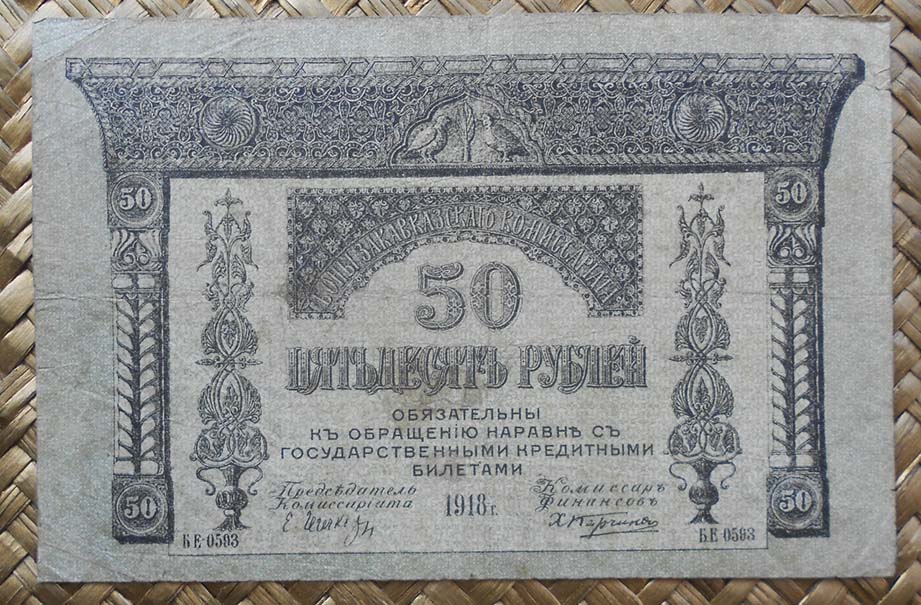 50 50
БОНЫ ЗАКАВКАЗСКАГО КОМИССАРІАТА
50
ПЯТЬДЕСЯТЪ РУБЛЕЙ
ОБЯЗАТЕЛЬНЫ
КЪ ОБРАЩЕНІЮ НАРАВНѢ СЪ
ГОСУДАРСТВЕННЫМИ КРЕДИТНЫМИ
БИЛЕТАМИ
Предсѣдатель Комиссаръ
Комиссаріата 1918 г. Финансовъ
50 50
БЕ-0593 БЕ-0593